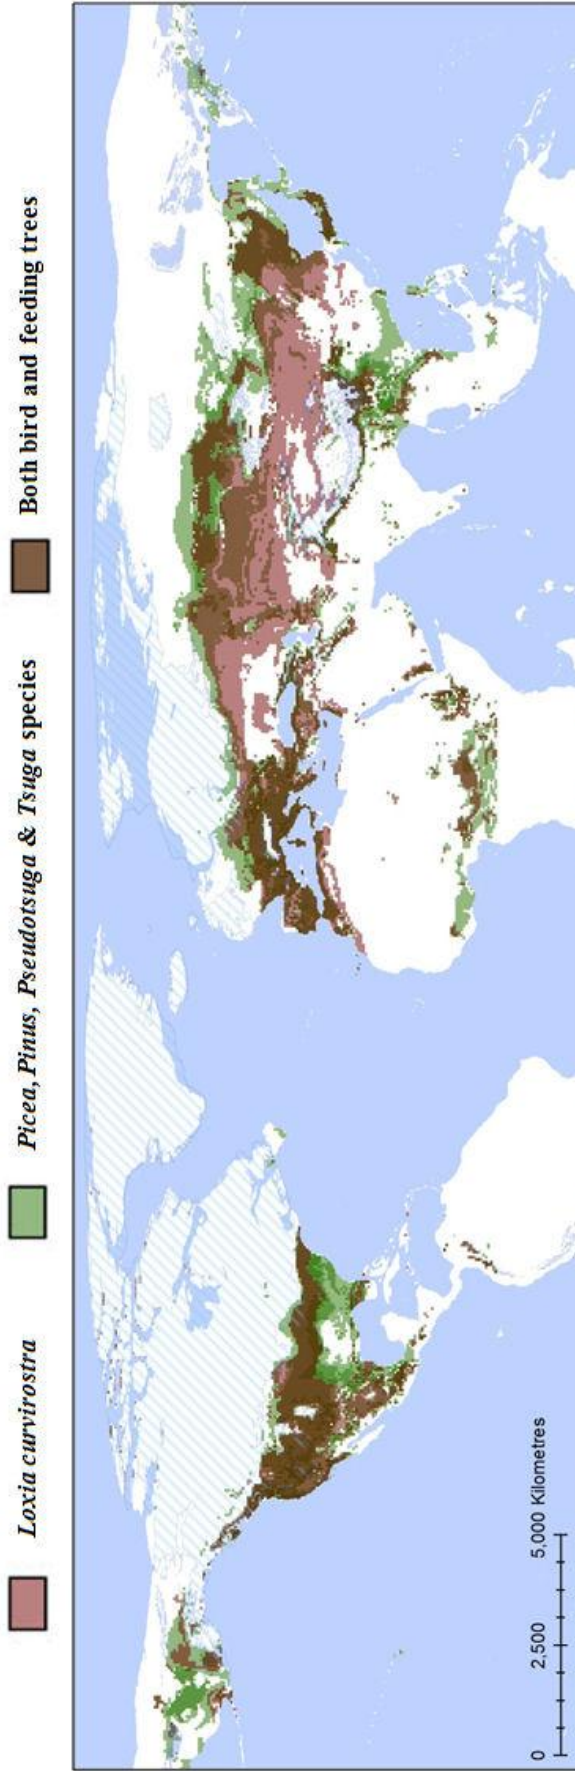 Loxia curvirostra
Picea, Pinus, Pseudotsuga & Tsuga species
Both bird and feeding trees
0 2,500 5,000 Kilometres